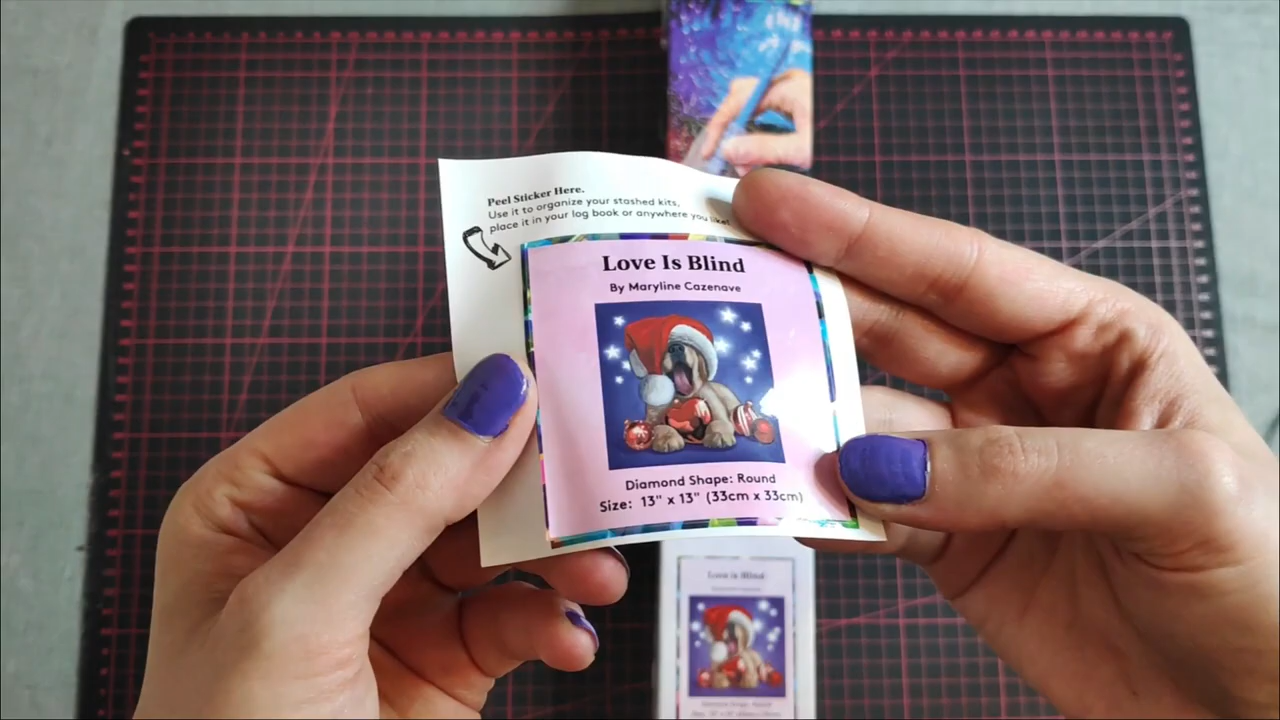 Peel Sticker Here.
Use it to organize your stashed kits,
place it in your log book or anywhere you like!
Love Is Blind
By Maryline Cazenave
Diamond Shape: Round
Size: 13" x 13" (33cm x 33cm)
Love is Blind